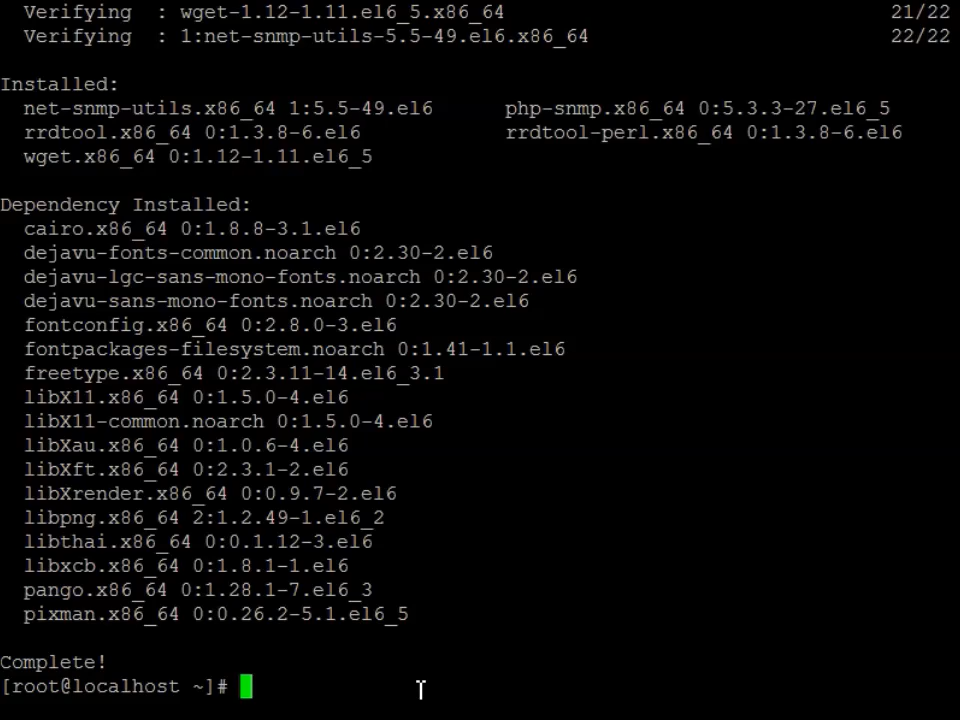 Verifying  : wget-1.12-1.11.el6_5.x86_64 21/22
Verifying  : 1:net-snmp-utils-5.5-49.el6.x86_64 22/22
Installed:
net-snmp-utils.x86_64 1:5.5-49.el6 php-snmp.x86_64 0:5.3.3-27.el6_5
rrdtool.x86_64 0:1.3.8-6.el6 rrdtool-perl.x86_64 0:1.3.8-6.el6
wget.x86_64 0:1.12-1.11.el6_5
Dependency Installed:
cairo.x86_64 0:1.8.8-3.1.el6
dejavu-fonts-common.noarch 0:2.30-2.el6
dejavu-lgc-sans-mono-fonts.noarch 0:2.30-2.el6
dejavu-sans-mono-fonts.noarch 0:2.30-2.el6
fontconfig.x86_64 0:2.8.0-3.el6
fontpackages-filesystem.noarch 0:1.41-1.1.el6
freetype.x86_64 0:2.3.11-14.el6_3.1
libX11.x86_64 0:1.5.0-4.el6
libX11-common.noarch 0:1.5.0-4.el6
libXau.x86_64 0:1.0.6-4.el6
libXft.x86_64 0:2.3.1-2.el6
libXrender.x86_64 0:0.9.7-2.el6
libpng.x86_64 2:1.2.49-1.el6_2
libthai.x86_64 0:0.1.12-3.el6
libxcb.x86_64 0:1.8.1-1.el6
pango.x86_64 0:1.28.1-7.el6_3
pixman.x86_64 0:0.26.2-5.1.el6_5
Complete!
[root@localhost ~]#